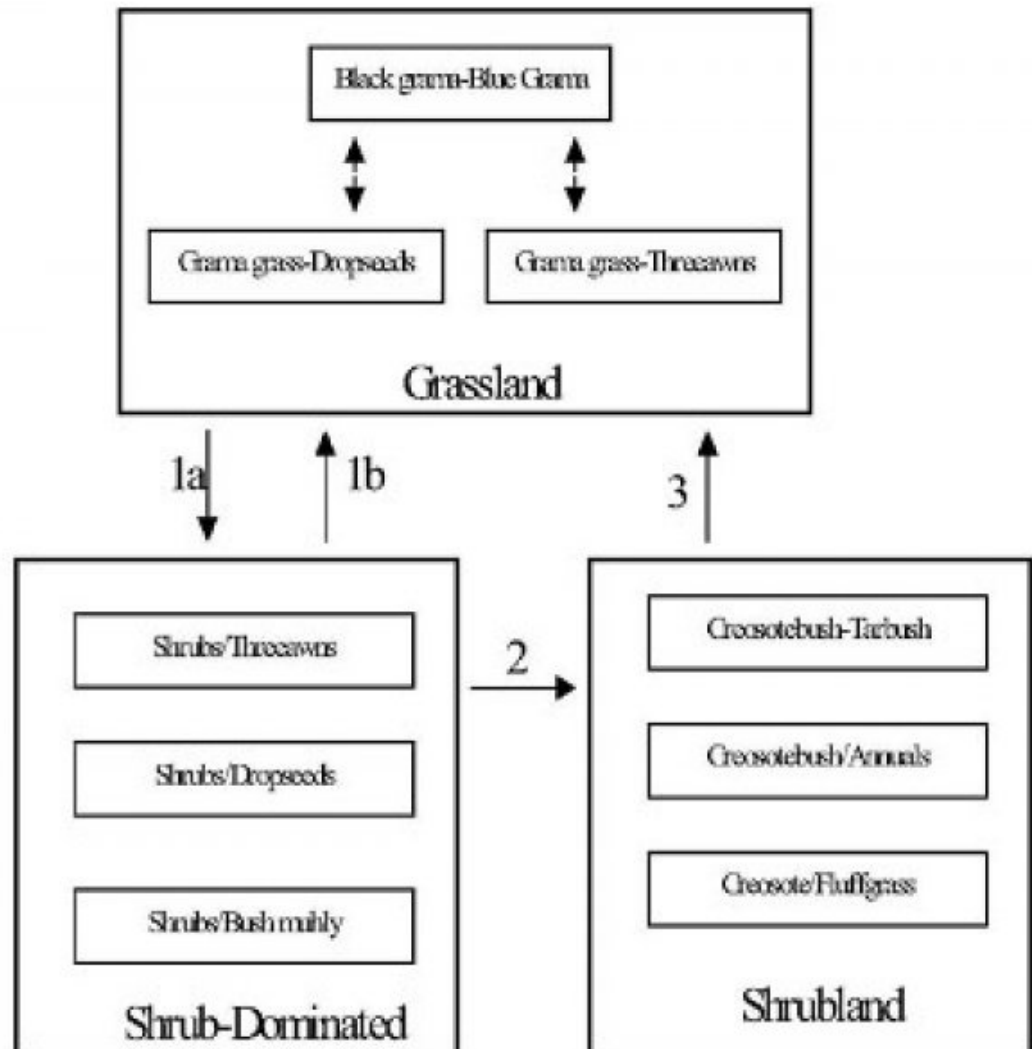 Black grama-Blue Grama
Grama grass-Dropseeds
Grama grass-Threeawns
Grassland
1a
1b
3
Shrubs/Threeawns
Shrubs/Dropseeds
Shrubs/Bush muhly
Shrub-Dominated
2
Creosotebush-Tarbush
Creosotebush/Annuals
Creosote/Fluffgrass
Shrubland